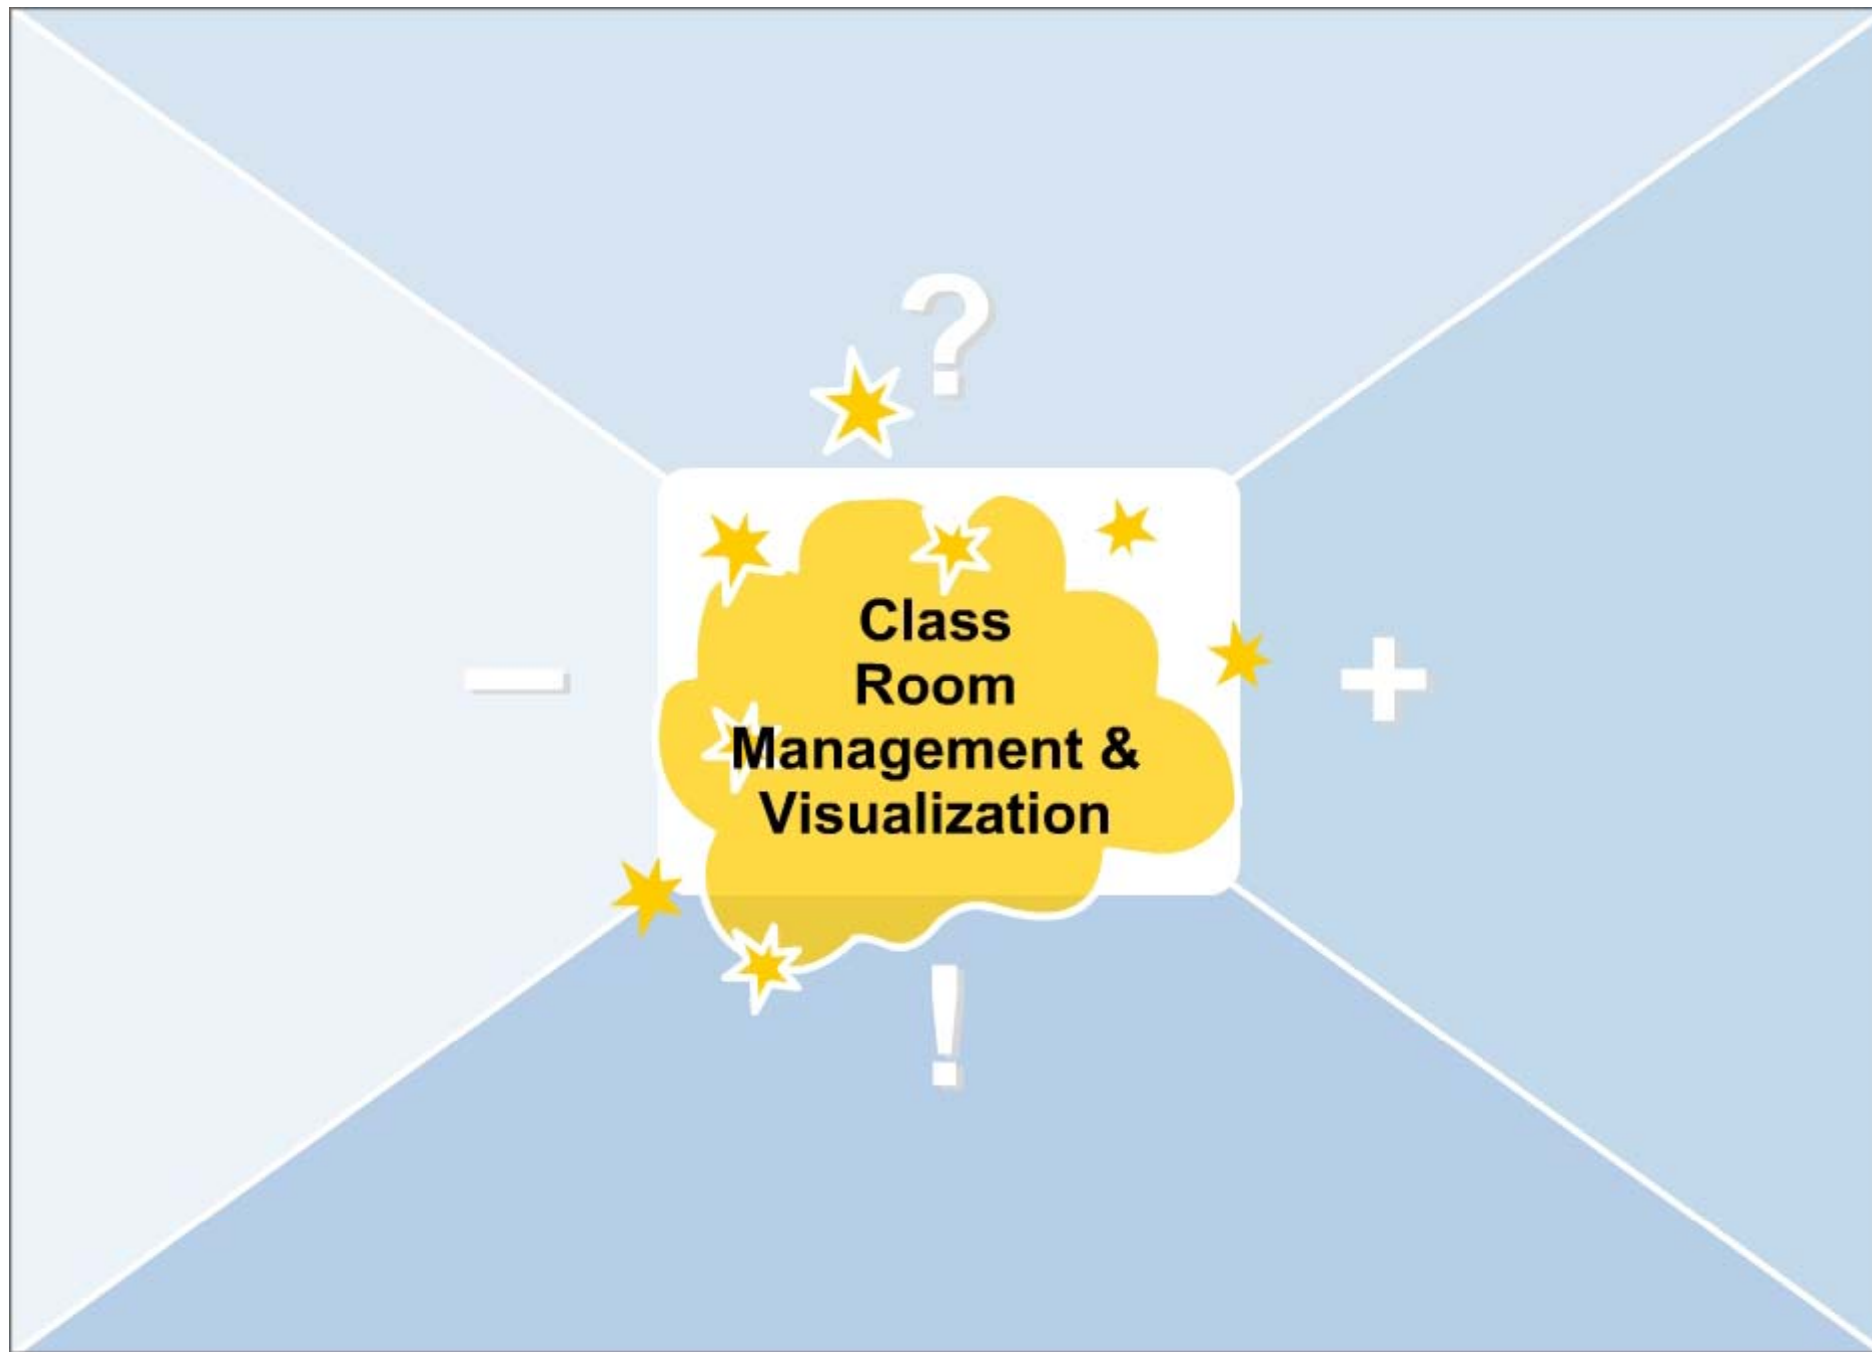 ?
Class
Room
– Management & +
Visualization
!